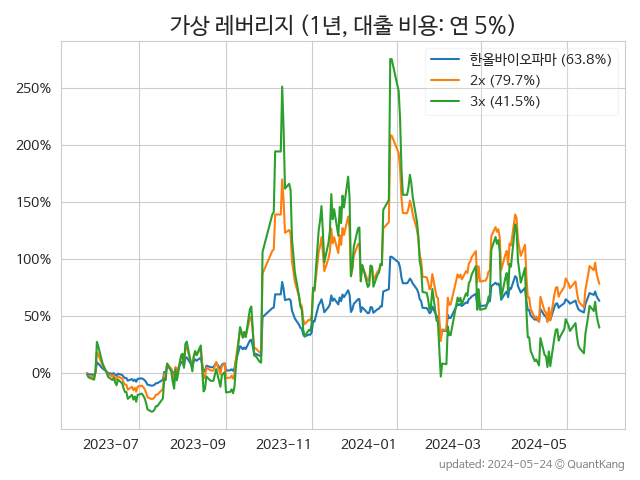 가상 레버리지 (1년, 대출 비용: 연 5%)
한올바이오파마 (63.8%)
2x (79.7%)
3x (41.5%)
250%
200%
150%
100%
50%
0%
2023-07 2023-09 2023-11 2024-01 2024-03 2024-05
updated: 2024-05-24 © QuantKang